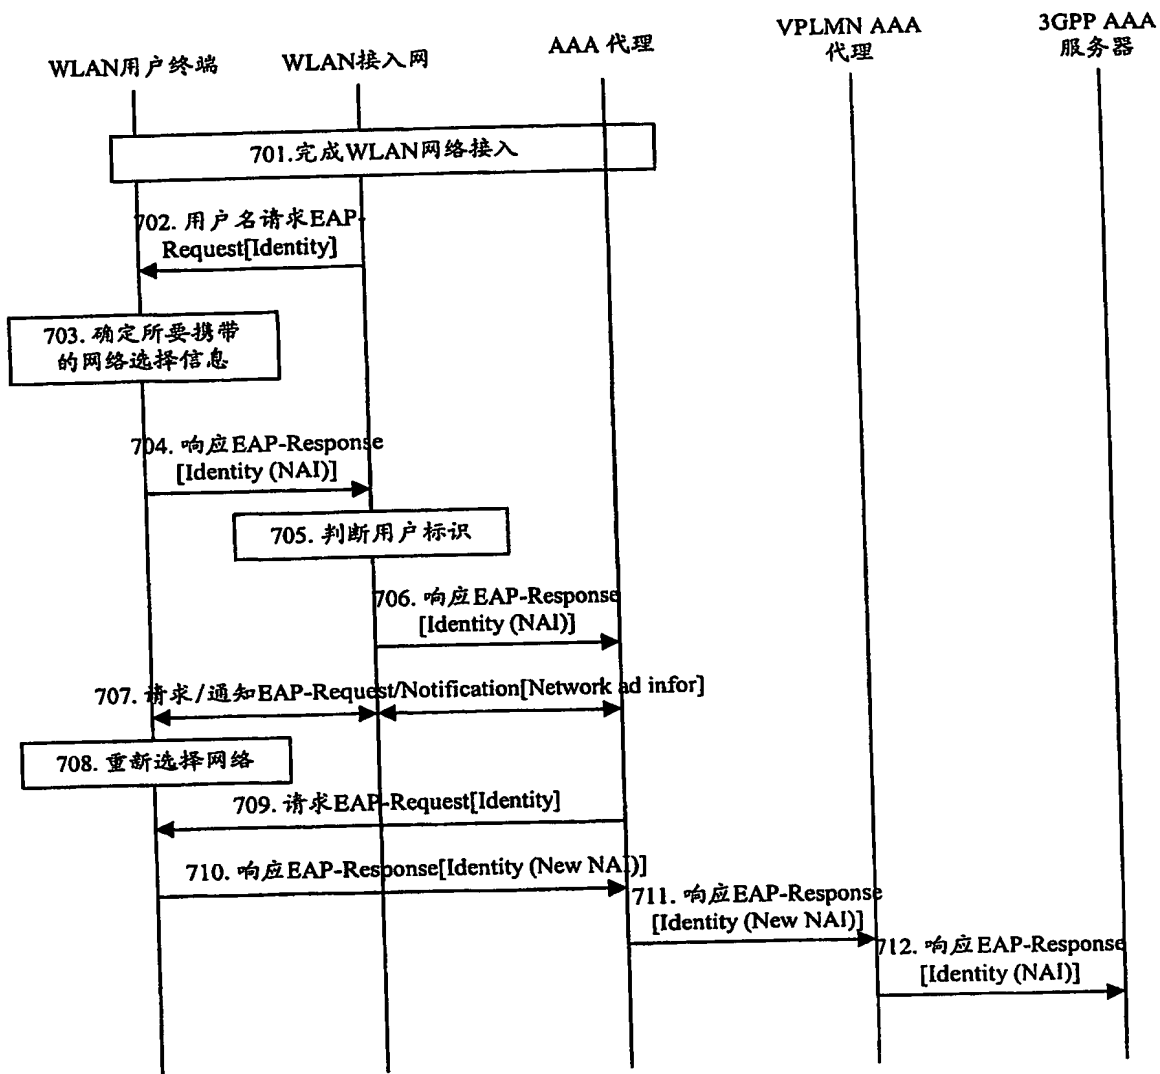 WLAN用户终端
WLAN接入网
AAA 代理
VPLMN AAA
代理
3GPP AAA
服务器
701.完成WLAN网络接入
702. 用户名请求EAP-
Request[Identity]
703. 确定所要携带
的网络选择信息
704. 响应EAP-Response
[Identity (NAI)]
705. 判断用户标识
706. 响应EAP-Response
[Identity (NAI)]
707. 请求/通知EAP-Request/Notification[Network ad infor]
708. 重新选择网络
709. 请求EAP-Request[Identity]
710. 响应EAP-Response[Identity (New NAI)]
711. 响应EAP-Response
[Identity (New NAI)]
712. 响应EAP-Response
[Identity (NAI)]